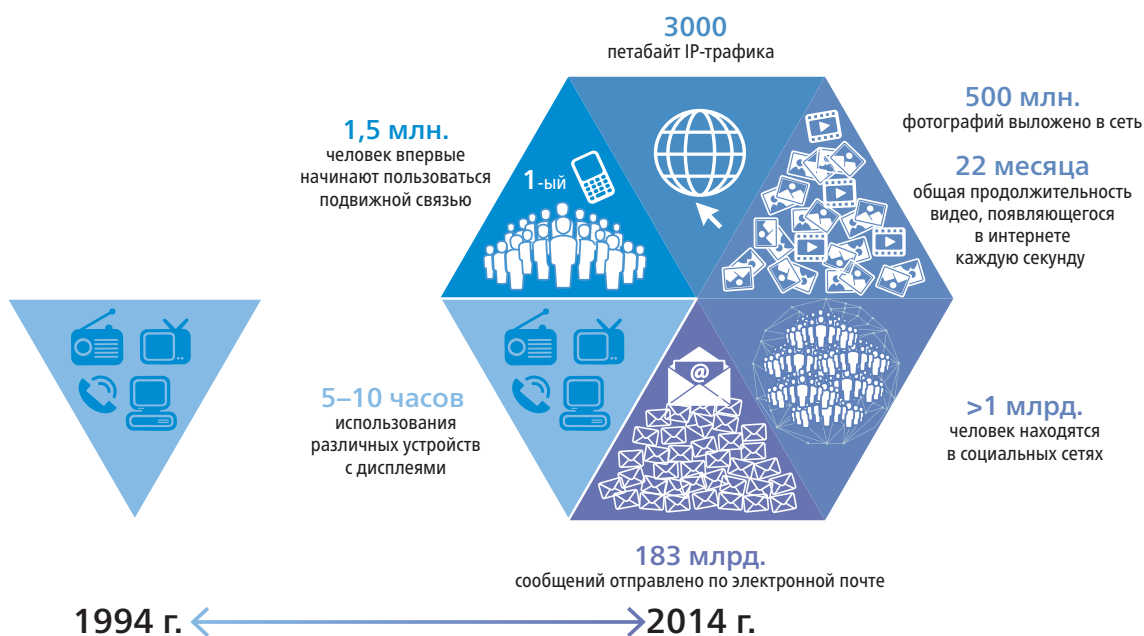 3000
петабайт IP-трафика
1,5 млн.
человек впервые
начинают пользоваться
подвижной связью
1-ый
500 млн.
фотографий выложено в сеть
22 месяца
общая продолжительность
видео, появляющегося
в интернете
каждую секунду
5–10 часов
использования
различных устройств
с дисплеями
@
>1 млрд.
человек находятся
в социальных сетях
183 млрд.
сообщений отправлено по электронной почте
1994 г.
2014 г.